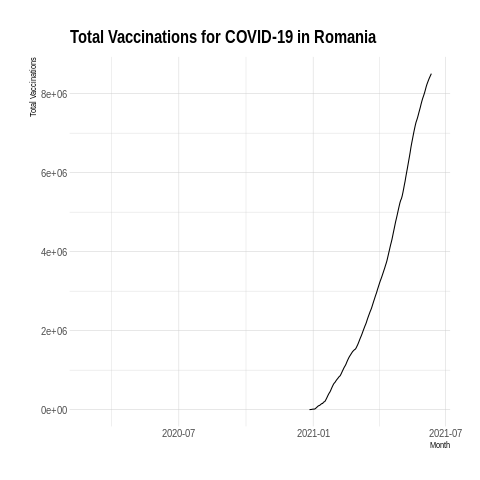 Total Vaccinations for COVID-19 in Romania
Total Vaccinations
8e+06
6e+06
4e+06
2e+06
0e+00
2020-07 2021-01 2021-07
Month